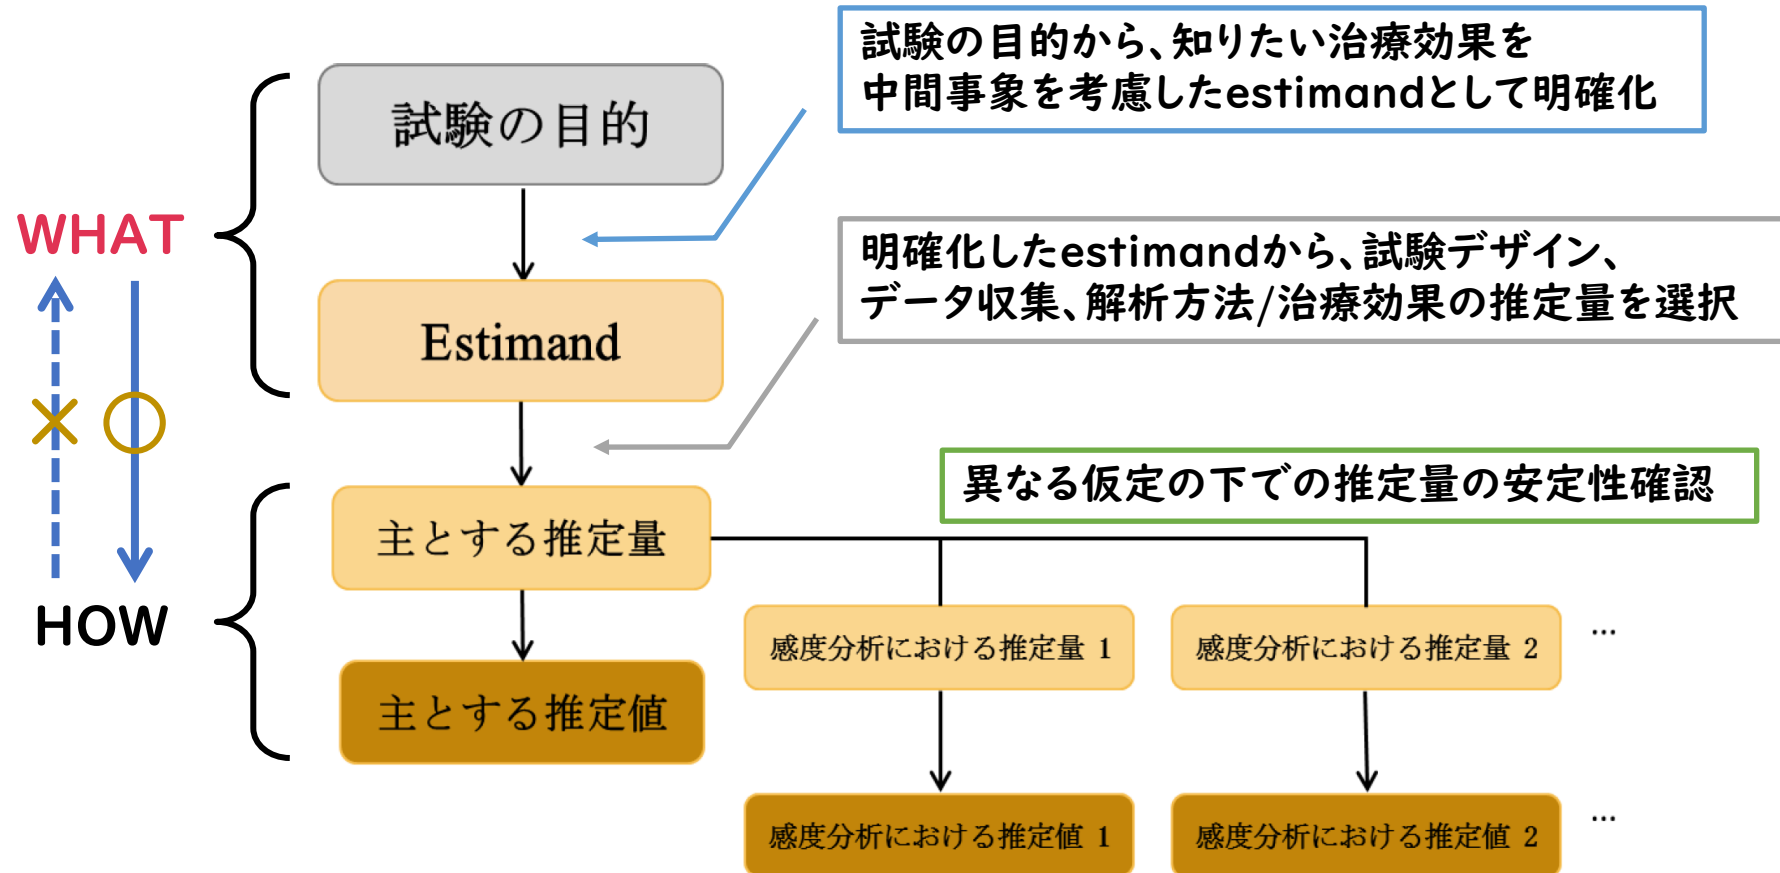 試験の目的から、知りたい治療効果を
中間事象を考慮したestimandとして明確化
試験の目的
WHAT
明確化したestimandから、試験デザイン、
データ収集、解析方法/治療効果の推定量を選択
Estimand
異なる仮定の下での推定量の安定性確認
主とする推定量
HOW
感度分析における推定量 1
感度分析における推定量 2
...
主とする推定値
感度分析における推定値 1
感度分析における推定値 2
...